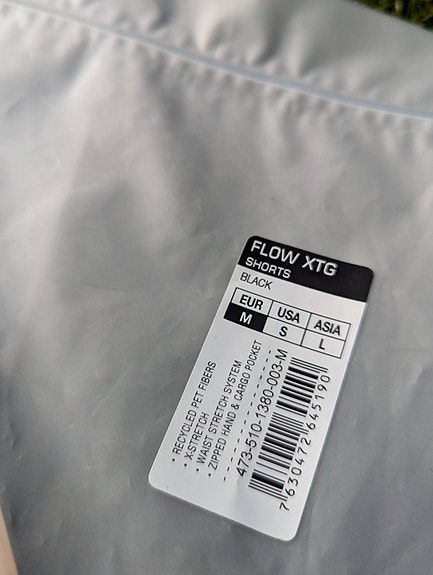 FLOW XTG
SHORTS
BLACK
EUR USA ASIA
M S L
• RECYCLED PET FIBERS
• X-STRETCH
• WAIST STRETCH SYSTEM
• ZIPPED HAND & CARGO POCKET
473-510-1380-003-M
7 630472 645190